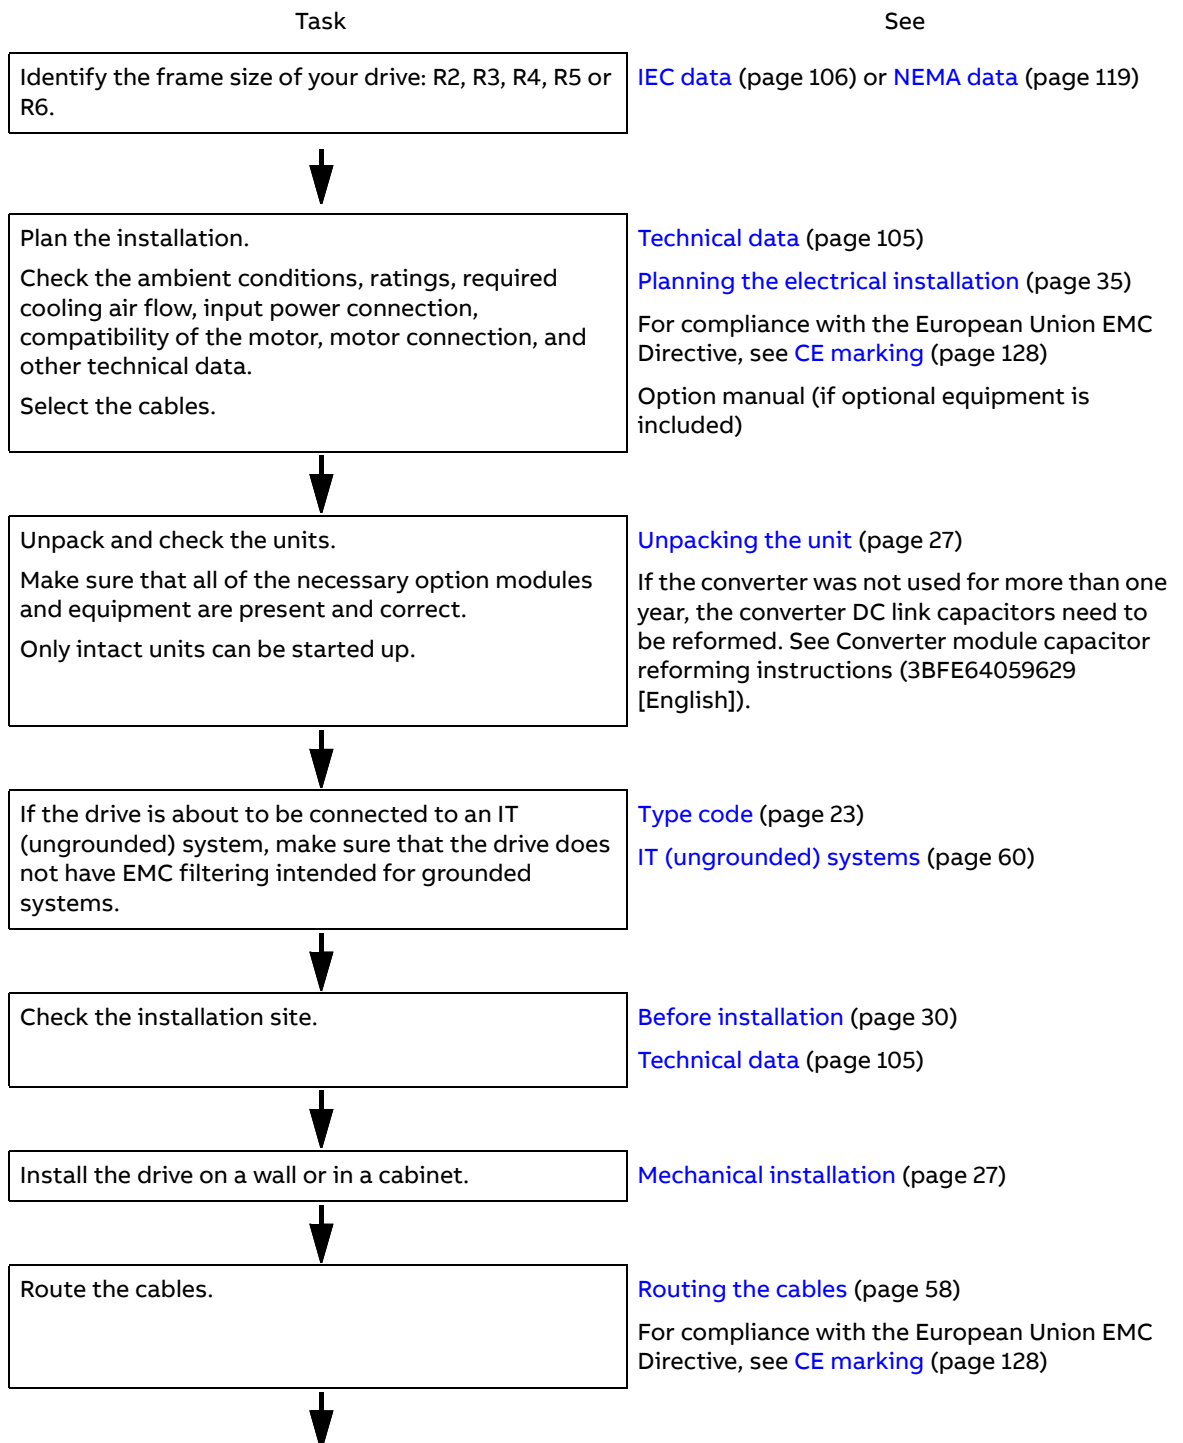 Task
See
Identify the frame size of your drive: R2, R3, R4, R5 or
R6.
IEC data (page 106) or NEMA data (page 119)
Plan the installation.
Check the ambient conditions, ratings, required
cooling air flow, input power connection,
compatibility of the motor, motor connection, and
other technical data.
Select the cables.
Technical data (page 105)
Planning the electrical installation (page 35)
For compliance with the European Union EMC
Directive, see CE marking (page 128)
Option manual (if optional equipment is
included)
Unpack and check the units.
Make sure that all of the necessary option modules
and equipment are present and correct.
Only intact units can be started up.
Unpacking the unit (page 27)
If the converter was not used for more than one
year, the converter DC link capacitors need to
be reformed. See Converter module capacitor
reforming instructions (3BFE64059629
[English]).
If the drive is about to be connected to an IT
(ungrounded) system, make sure that the drive does
not have EMC filtering intended for grounded
systems.
Type code (page 23)
IT (ungrounded) systems (page 60)
Check the installation site.
Before installation (page 30)
Technical data (page 105)
Install the drive on a wall or in a cabinet.
Mechanical installation (page 27)
Route the cables.
Routing the cables (page 58)
For compliance with the European Union EMC
Directive, see CE marking (page 128)